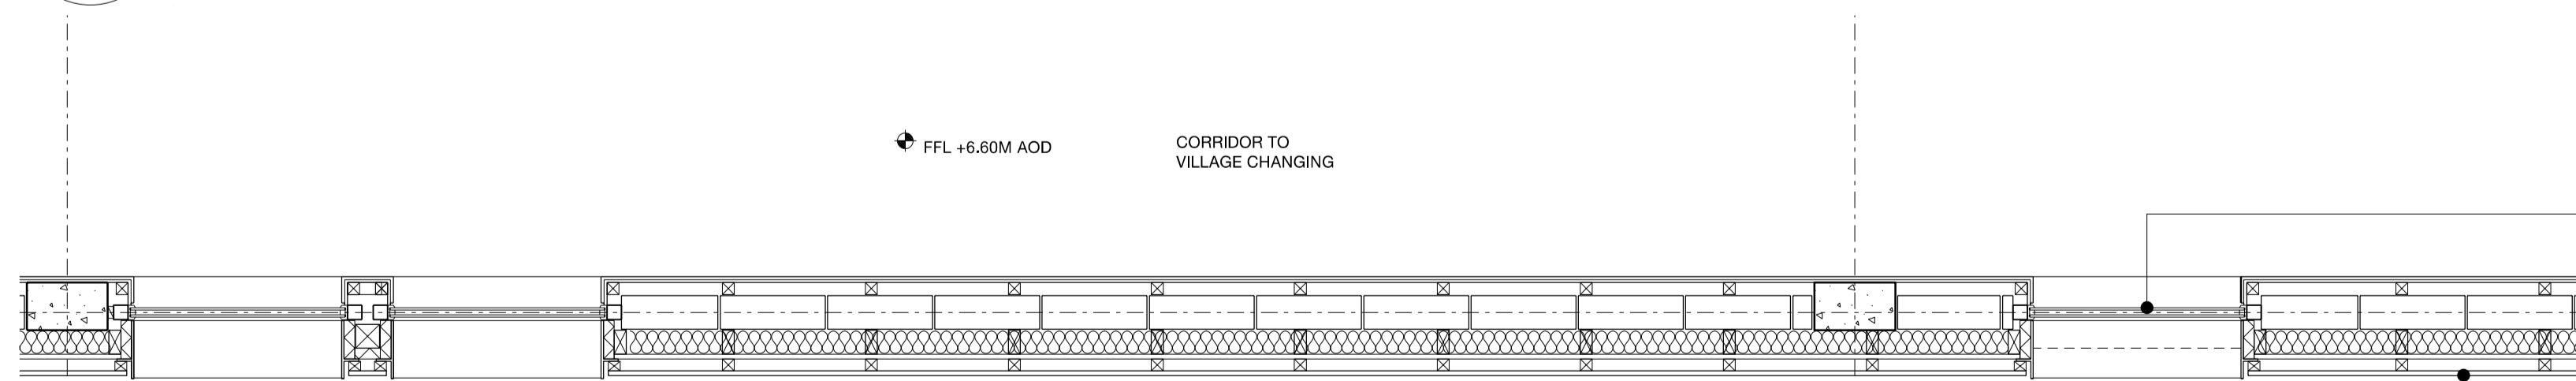 FFL +6.60M AOD
CORRIDOR TO
VILLAGE CHANGING